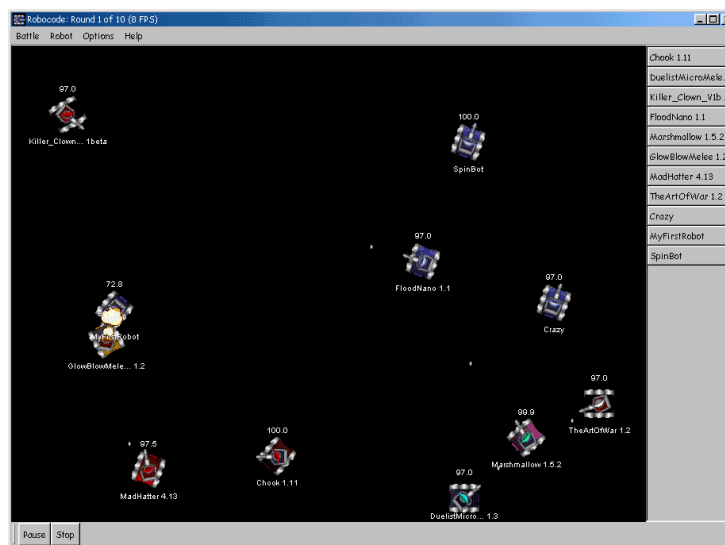 Robocode: Round 1 of 10 (8 FPS)
Battle Robot Options Help
97.0
Killer_Clown... 1beta
100.0
SpinBot
97.0
FloodNano 1.1
97.0
Crazy
72.8
MyFirstRobot
GlowBlowMele... 1.2
97.0
TheArtOfWar 1.2
99.9
Marshmallow 1.5.2
100.0
Chook 1.11
97.5
MadHatter 4.13
97.0
DuelistMicro... 1.3
Chook 1.11
DuelistMicroMele...
Killer_Clown_V1b
FloodNano 1.1
Marshmallow 1.5.2
GlowBlowMelee 1.2
MadHatter 4.13
TheArtOfWar 1.2
Crazy
MyFirstRobot
SpinBot
Pause Stop